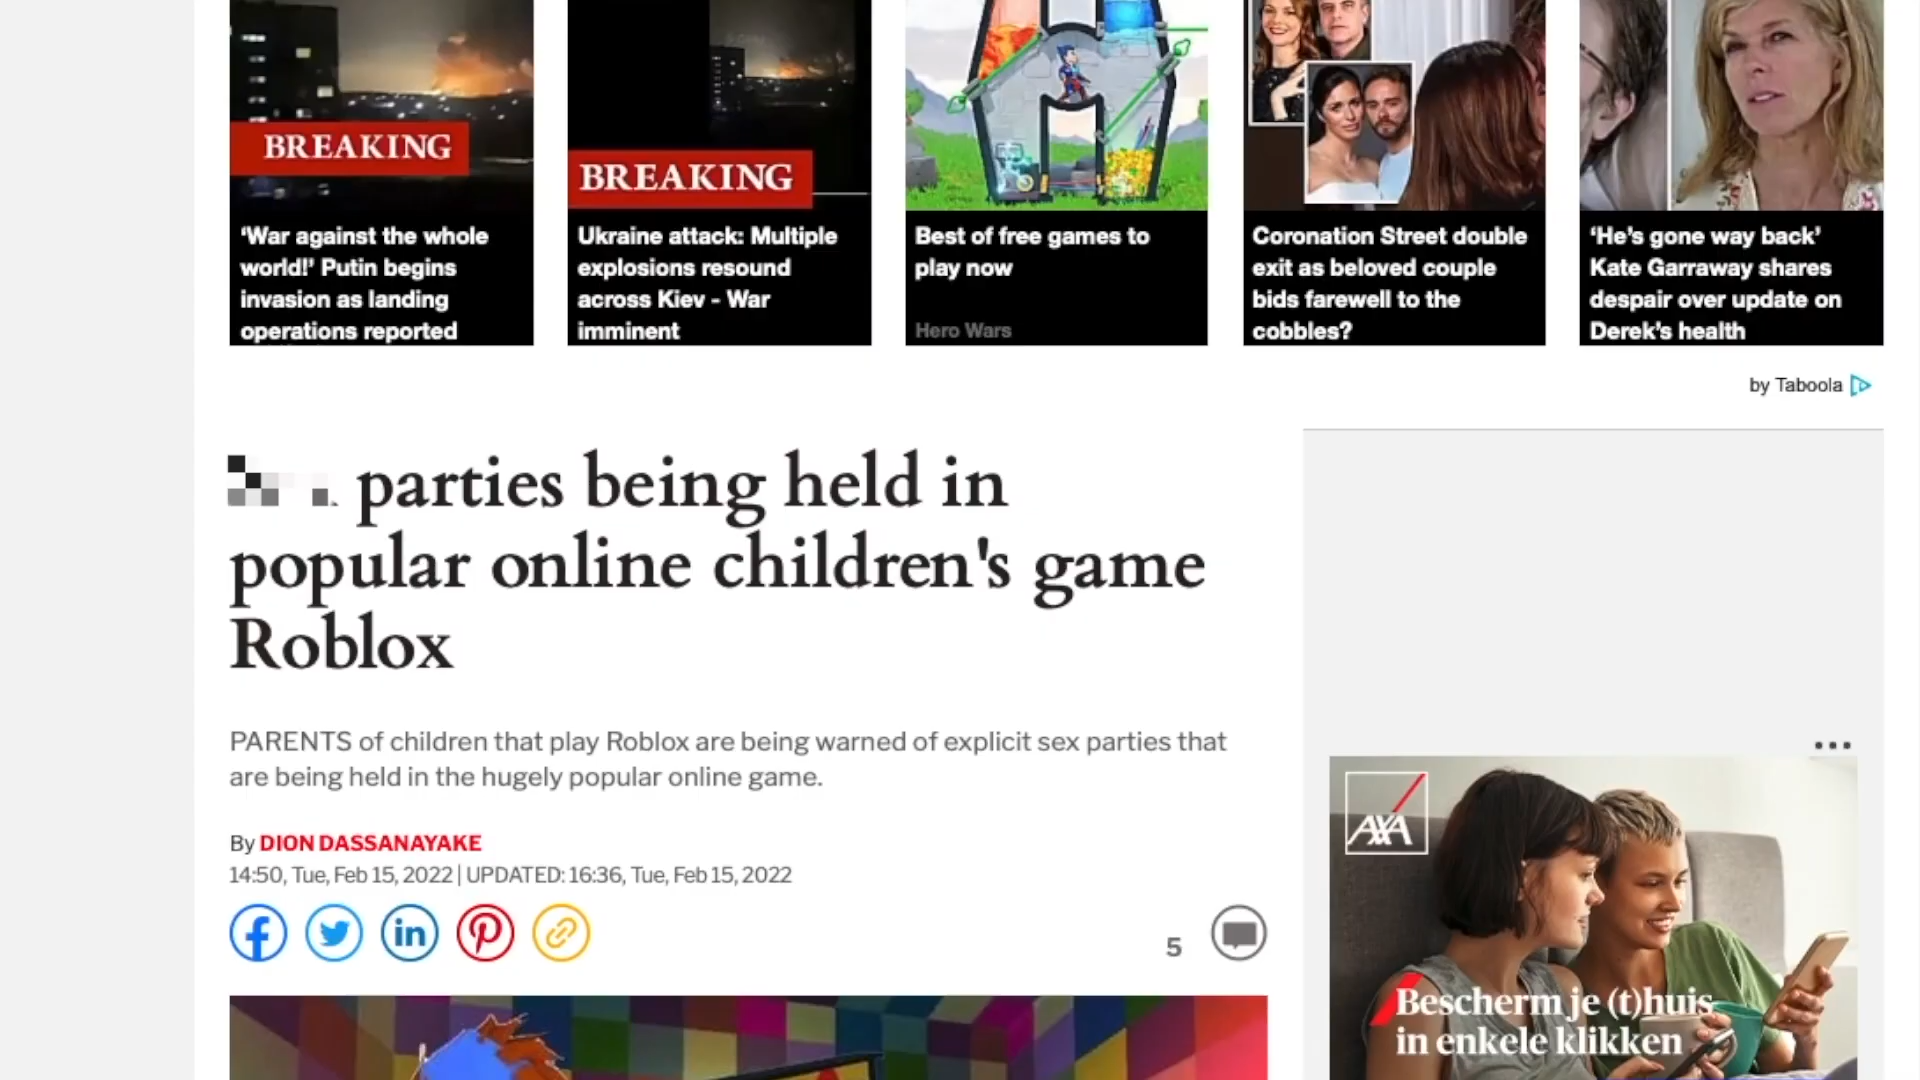 BREAKING
'War against the whole
world!' Putin begins
invasion as landing
operations reported
BREAKING
Ukraine attack: Multiple
explosions resound
across Kiev - War
imminent
Best of free games to
play now
Hero Wars
Coronation Street double
exit as beloved couple
bids farewell to the
cobbles?
'He's gone way back'
Kate Garraway shares
despair over update on
Derek's health
by Taboola
parties being held in
popular online children's game
Roblox
PARENTS of children that play Roblox are being warned of explicit sex parties that
are being held in the hugely popular online game.
By DION DASSANAYAKE
14:50, Tue, Feb 15, 2022 | UPDATED: 16:36, Tue, Feb 15, 2022
5
AXA
Bescherm je (t)huis
in enkele klikken